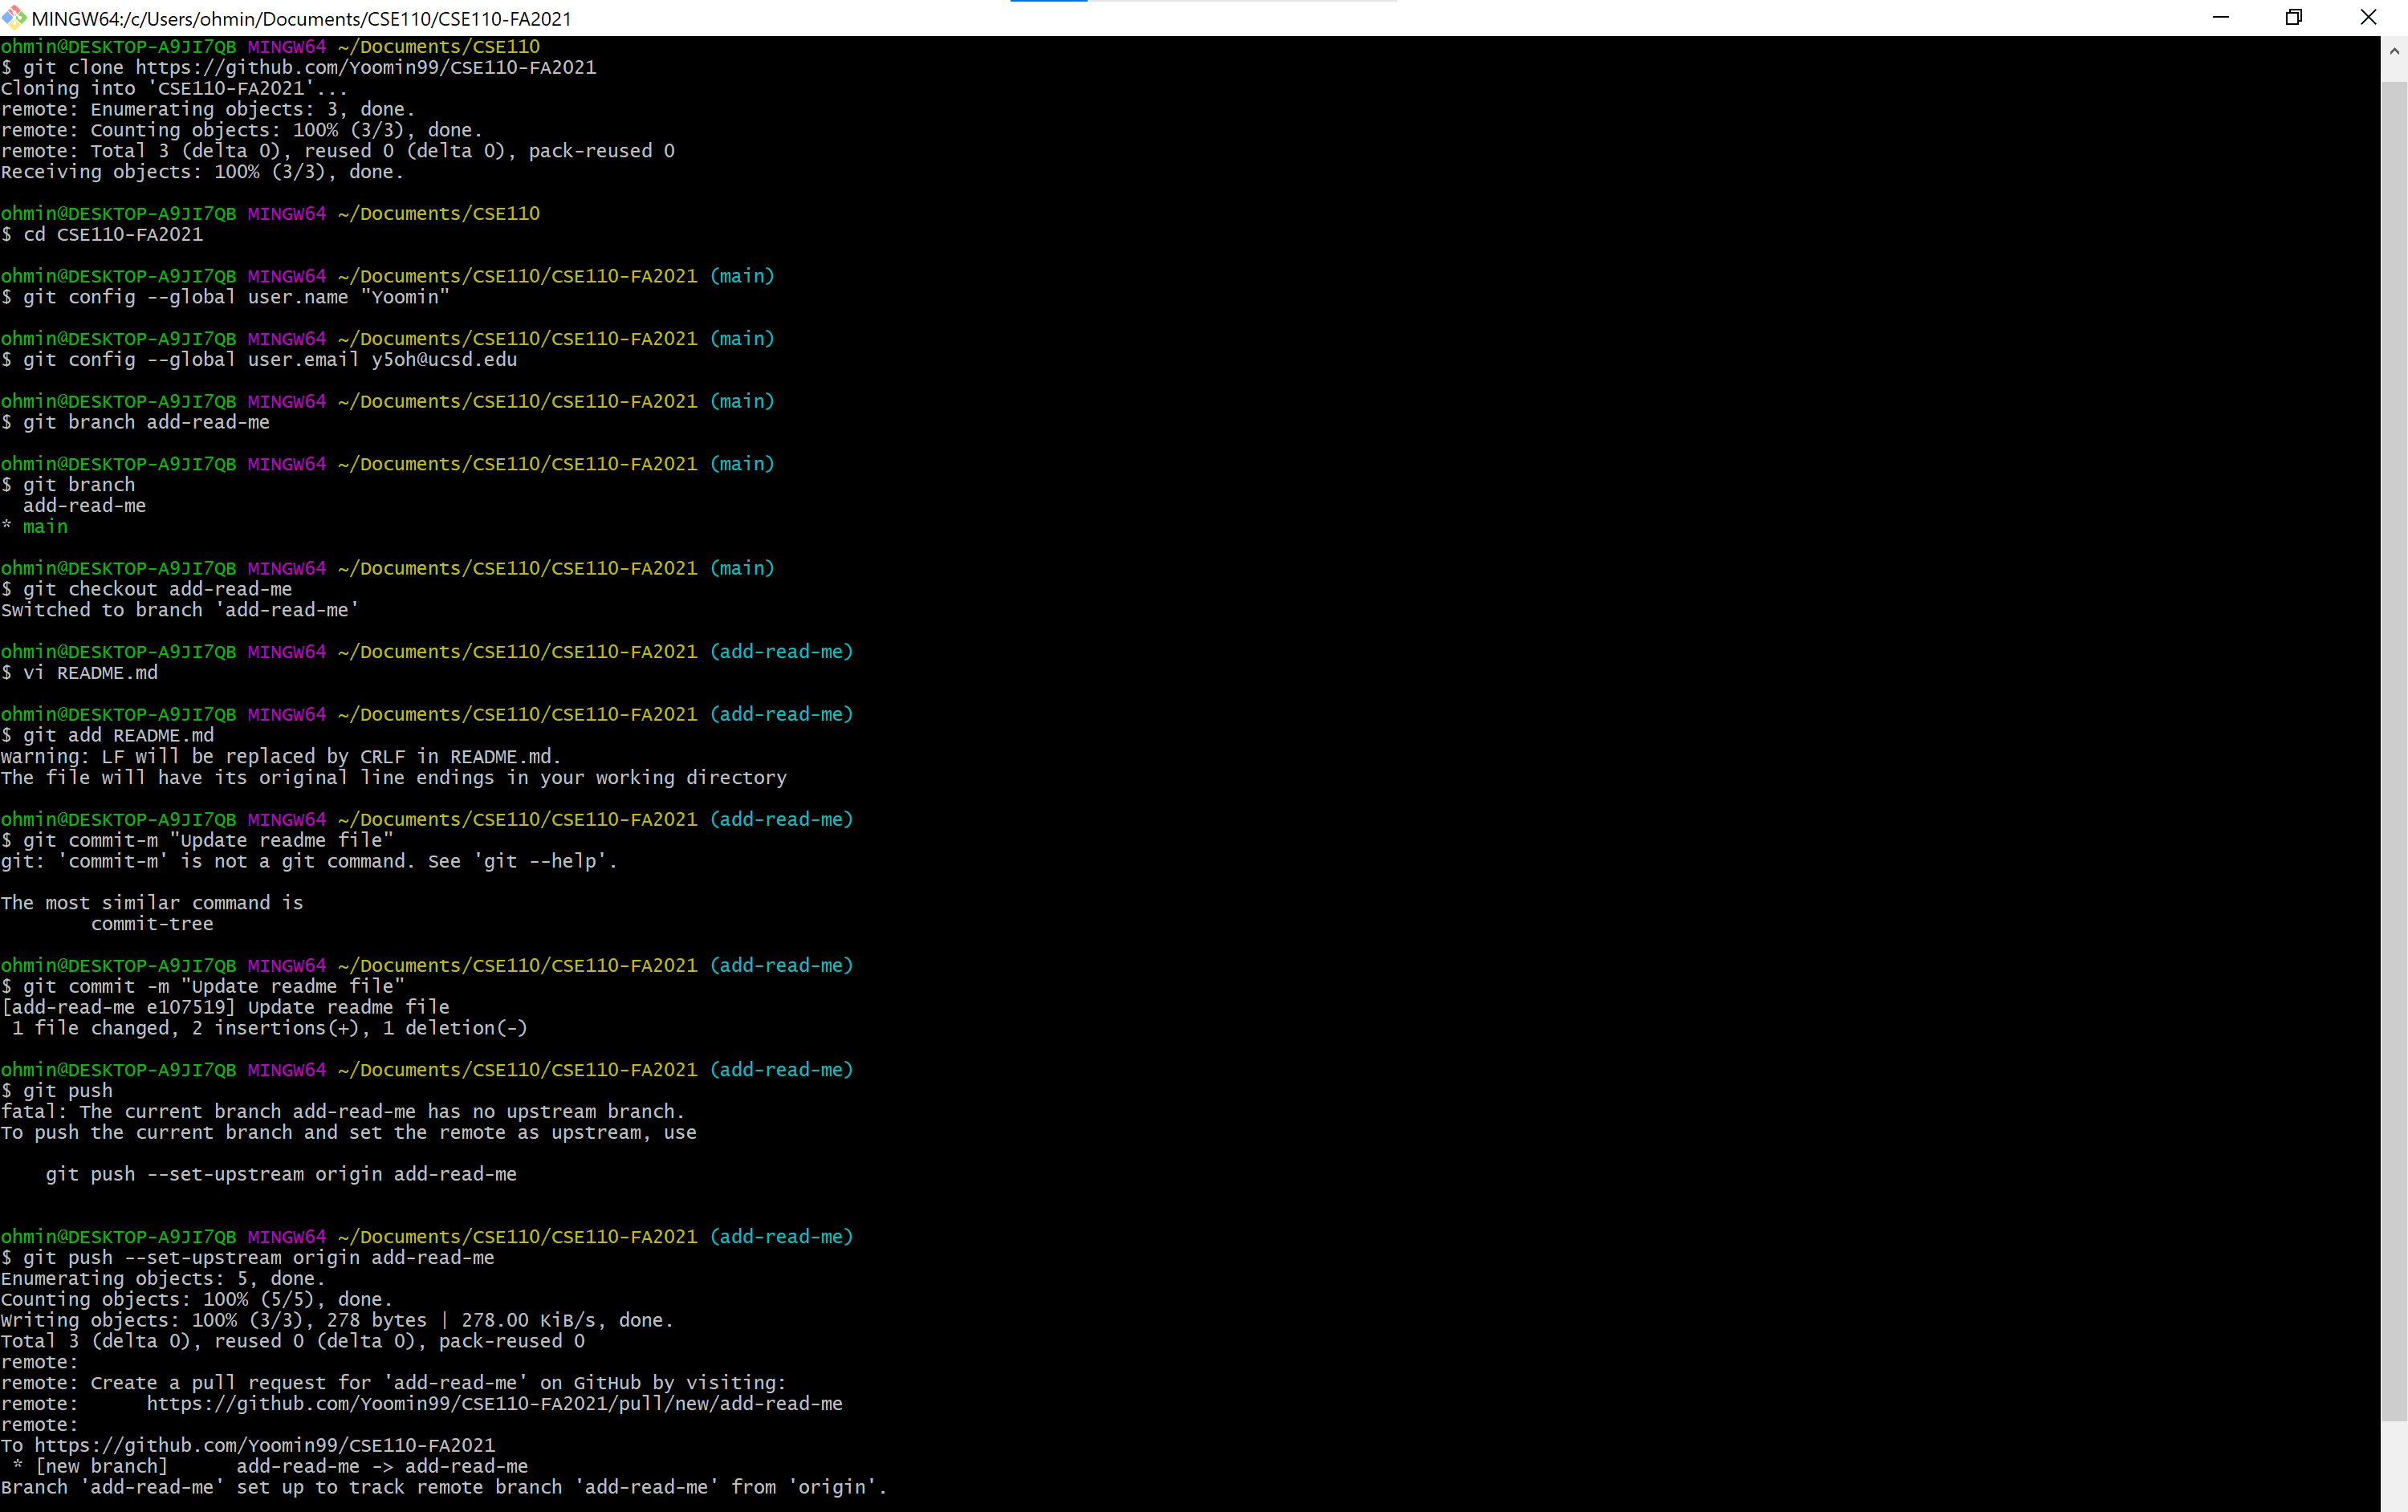 MINGW64:/c/Users/ohmin/Documents/CSE110/CSE110-FA2021
ohmin@DESKTOP-A9JI7QB MINGW64 ~/Documents/CSE110
$ git clone https://github.com/Yoomin99/CSE110-FA2021
Cloning into 'CSE110-FA2021'...
remote: Enumerating objects: 3, done.
remote: Counting objects: 100% (3/3), done.
remote: Total 3 (delta 0), reused 0 (delta 0), pack-reused 0
Receiving objects: 100% (3/3), done.
ohmin@DESKTOP-A9JI7QB MINGW64 ~/Documents/CSE110
$ cd CSE110-FA2021
ohmin@DESKTOP-A9JI7QB MINGW64 ~/Documents/CSE110/CSE110-FA2021 (main)
$ git config --global user.name "Yoomin"
ohmin@DESKTOP-A9JI7QB MINGW64 ~/Documents/CSE110/CSE110-FA2021 (main)
$ git config --global user.email y5oh@ucsd.edu
ohmin@DESKTOP-A9JI7QB MINGW64 ~/Documents/CSE110/CSE110-FA2021 (main)
$ git branch add-read-me
ohmin@DESKTOP-A9JI7QB MINGW64 ~/Documents/CSE110/CSE110-FA2021 (main)
$ git branch
  add-read-me
* main
ohmin@DESKTOP-A9JI7QB MINGW64 ~/Documents/CSE110/CSE110-FA2021 (main)
$ git checkout add-read-me
Switched to branch 'add-read-me'
ohmin@DESKTOP-A9JI7QB MINGW64 ~/Documents/CSE110/CSE110-FA2021 (add-read-me)
$ vi README.md
ohmin@DESKTOP-A9JI7QB MINGW64 ~/Documents/CSE110/CSE110-FA2021 (add-read-me)
$ git add README.md
warning: LF will be replaced by CRLF in README.md.
The file will have its original line endings in your working directory
ohmin@DESKTOP-A9JI7QB MINGW64 ~/Documents/CSE110/CSE110-FA2021 (add-read-me)
$ git commit-m "Update readme file"
git: 'commit-m' is not a git command. See 'git --help'.
The most similar command is
        commit-tree
ohmin@DESKTOP-A9JI7QB MINGW64 ~/Documents/CSE110/CSE110-FA2021 (add-read-me)
$ git commit -m "Update readme file"
[add-read-me e107519] Update readme file
 1 file changed, 2 insertions(+), 1 deletion(-)
ohmin@DESKTOP-A9JI7QB MINGW64 ~/Documents/CSE110/CSE110-FA2021 (add-read-me)
$ git push
fatal: The current branch add-read-me has no upstream branch.
To push the current branch and set the remote as upstream, use
    git push --set-upstream origin add-read-me
ohmin@DESKTOP-A9JI7QB MINGW64 ~/Documents/CSE110/CSE110-FA2021 (add-read-me)
$ git push --set-upstream origin add-read-me
Enumerating objects: 5, done.
Counting objects: 100% (5/5), done.
Writing objects: 100% (3/3), 278 bytes | 278.00 KiB/s, done.
Total 3 (delta 0), reused 0 (delta 0), pack-reused 0
remote:
remote: Create a pull request for 'add-read-me' on GitHub by visiting:
remote:      https://github.com/Yoomin99/CSE110-FA2021/pull/new/add-read-me
remote:
To https://github.com/Yoomin99/CSE110-FA2021
 * [new branch]      add-read-me -> add-read-me
Branch 'add-read-me' set up to track remote branch 'add-read-me' from 'origin'.